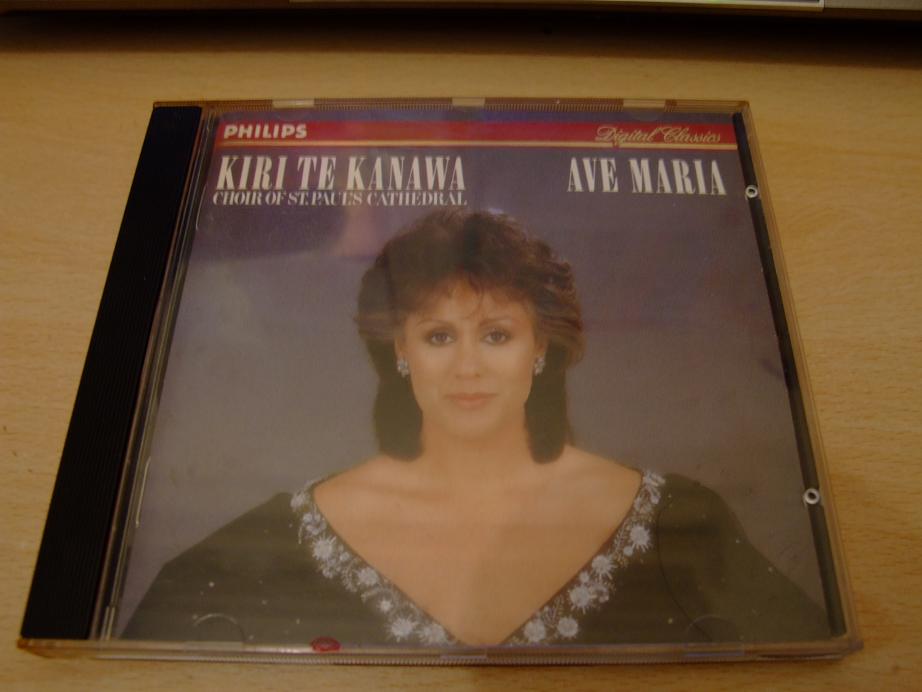 PHILIPS
Digital Classics
KIRI TE KANAWA
AVE MARIA
CHOIR OF ST. PAUL'S CATHEDRAL